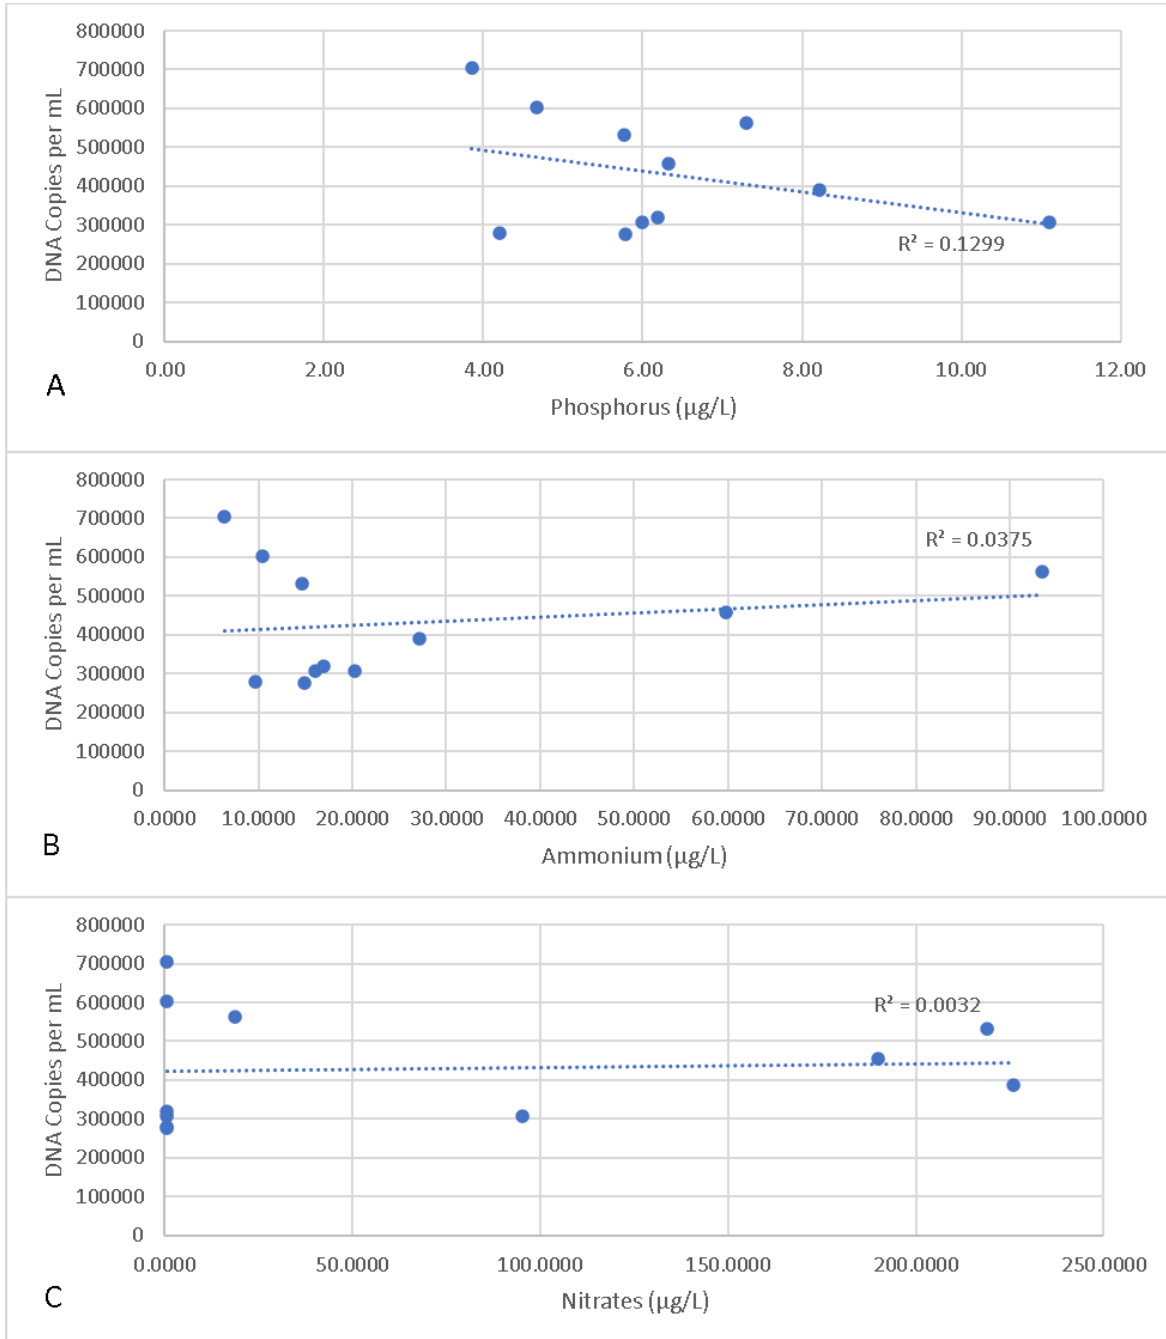 800000
700000
600000
500000
400000
300000
200000
100000
0
DNA Copies per mL
R² = 0.1299
0.00 2.00 4.00 6.00 8.00 10.00 12.00
A
Phosphorus (µg/L)
800000
700000
600000
500000
400000
300000
200000
100000
0
DNA Copies per mL
R² = 0.0375
0.0000 10.0000 20.0000 30.0000 40.0000 50.0000 60.0000 70.0000 80.0000 90.0000 100.0000
B
Ammonium (µg/L)
800000
700000
600000
500000
400000
300000
200000
100000
0
DNA Copies per mL
R² = 0.0032
0.0000 50.0000 100.0000 150.0000 200.0000 250.0000
C
Nitrates (µg/L)